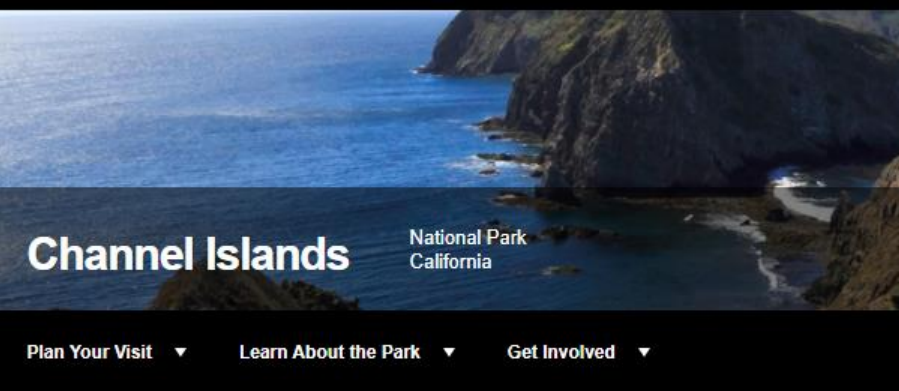 Channel Islands
National Park
California
Plan Your Visit
Learn About the Park
Get Involved